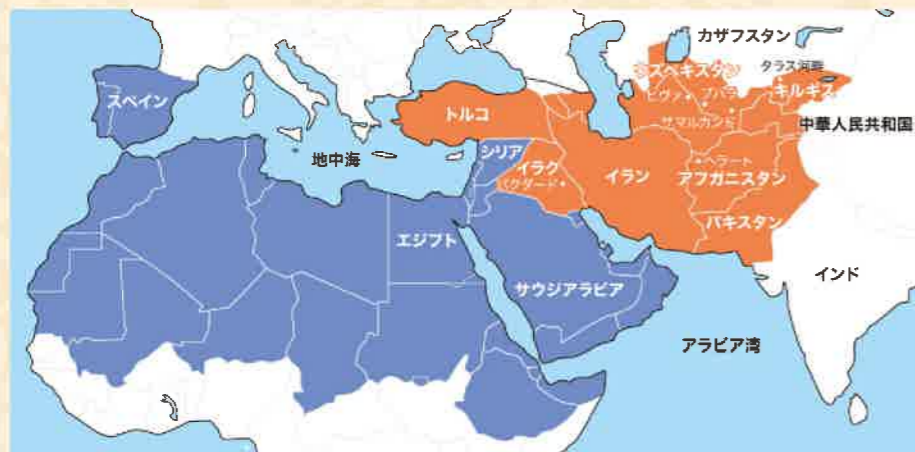 カザフスタン
ウズベキスタン
タラス河畔
スペイン
ヒヴァ
ブハラ
キルギス
トルコ
サマルカンド
中華人民共和国
地中海
シリア
ヘラート
イラク
イラン
アフガニスタン
バクダード
パキスタン
エジプト
インド
サウジアラビア
アラビア湾